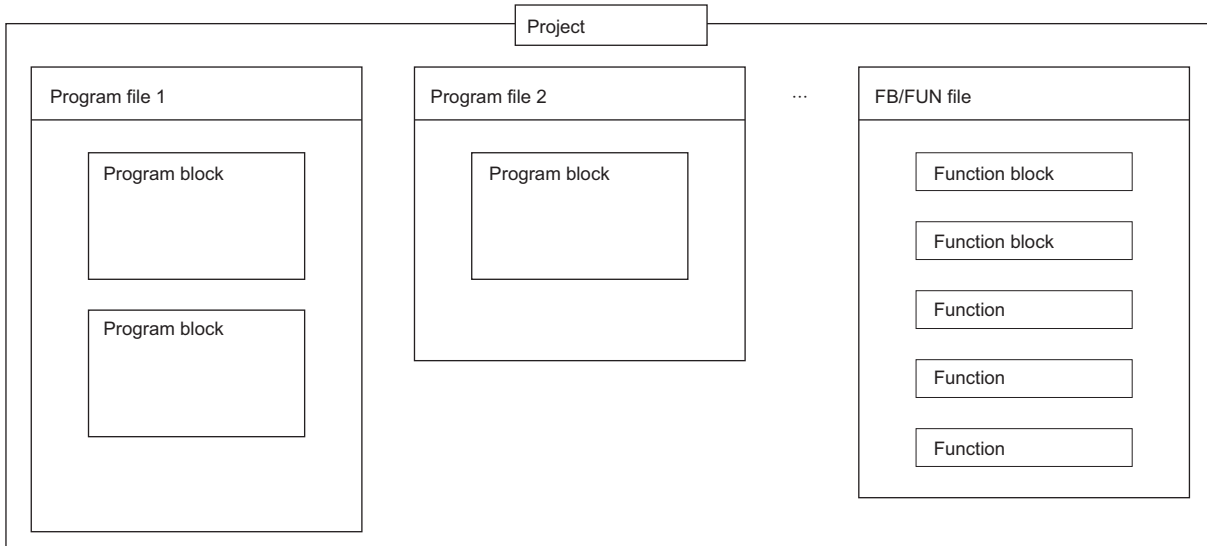 Project
Program file 1
Program block
Program block
Program file 2
Program block
...
FB/FUN file
Function block
Function block
Function
Function
Function